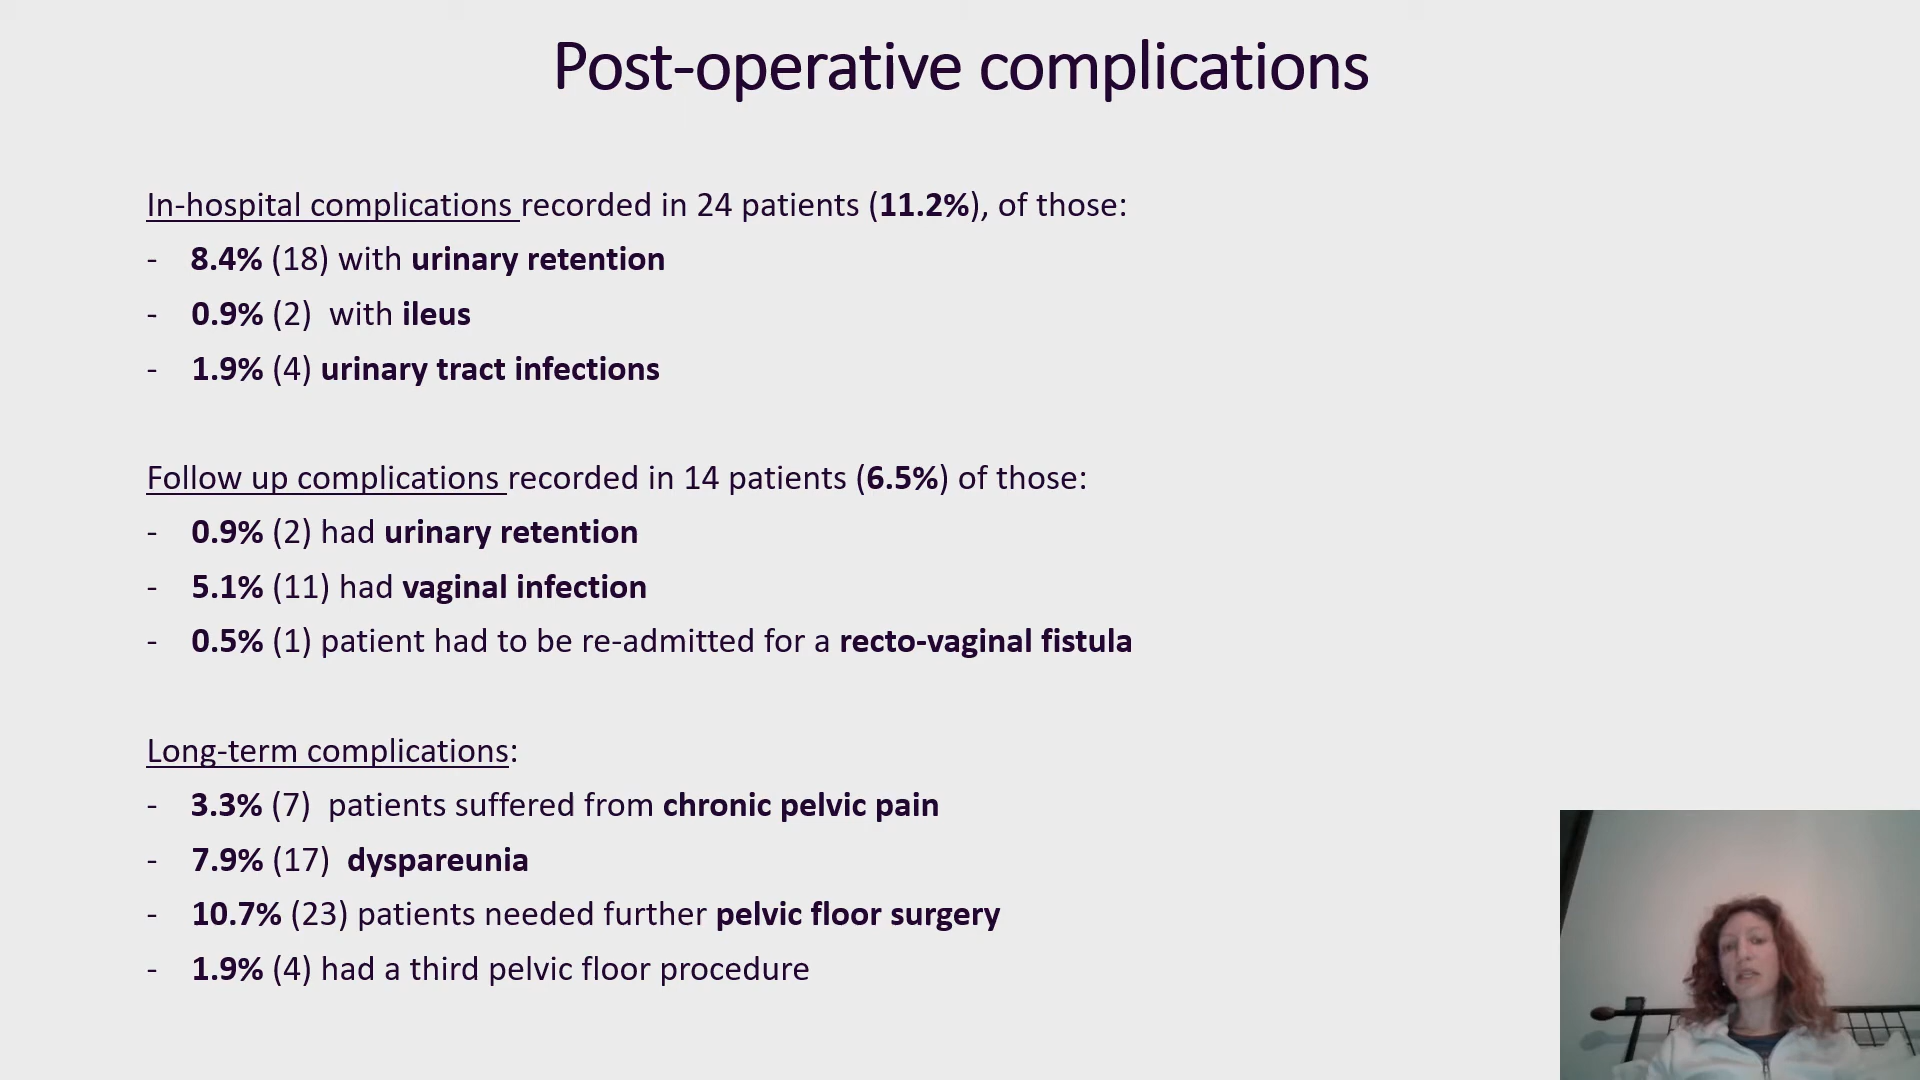 Post-operative complications
In-hospital complications recorded in 24 patients (11.2%), of those:
- 8.4% (18) with urinary retention
- 0.9% (2) with ileus
- 1.9% (4) urinary tract infections
Follow up complications recorded in 14 patients (6.5%) of those:
- 0.9% (2) had urinary retention
- 5.1% (11) had vaginal infection
- 0.5% (1) patient had to be re-admitted for a recto-vaginal fistula
Long-term complications:
- 3.3% (7) patients suffered from chronic pelvic pain
- 7.9% (17) dyspareunia
- 10.7% (23) patients needed further pelvic floor surgery
- 1.9% (4) had a third pelvic floor procedure